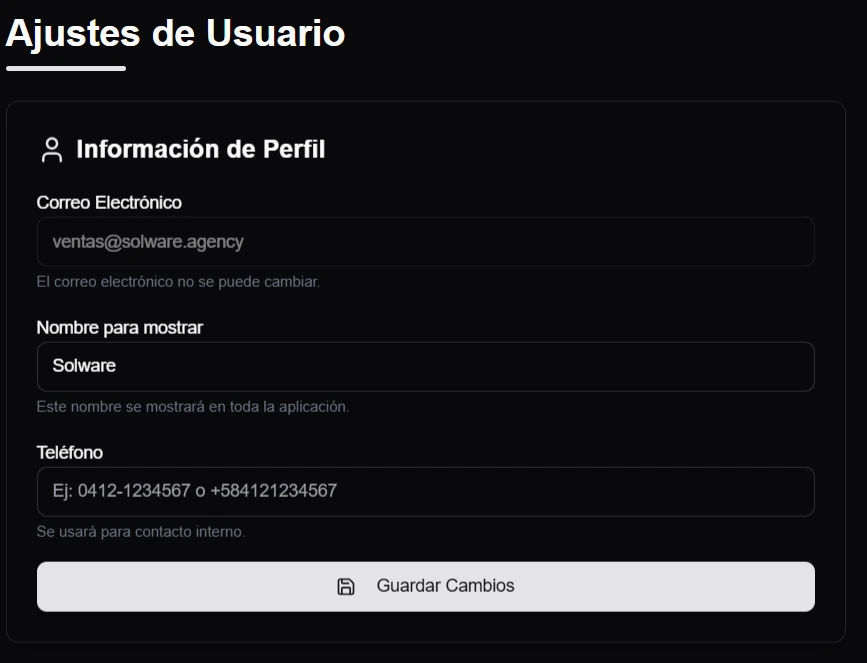 Ajustes de Usuario
Información de Perfil
Correo Electrónico
ventas@solware.agency
El correo electrónico no se puede cambiar.
Nombre para mostrar
Solware
Este nombre se mostrará en toda la aplicación.
Teléfono
Ej: 0412-1234567 o +584121234567
Se usará para contacto interno.
Guardar Cambios